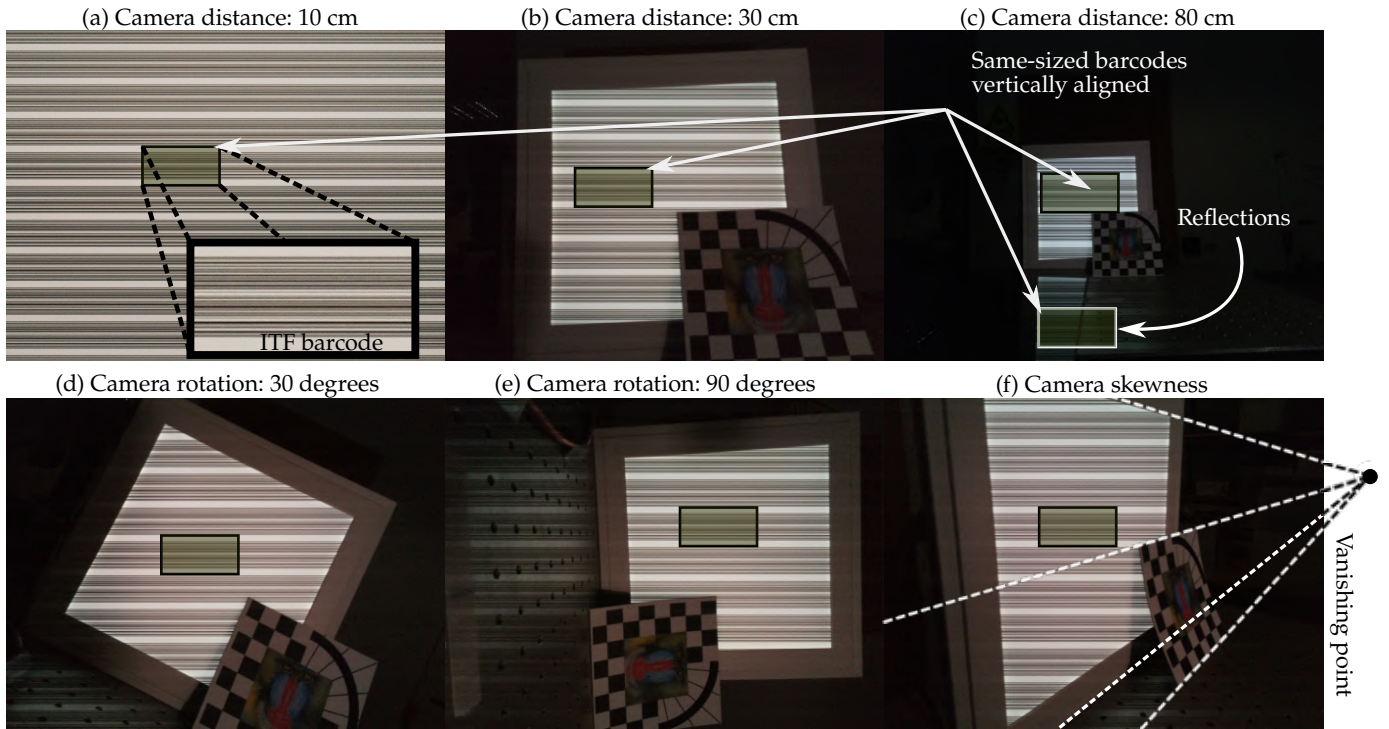 (a) Camera distance: 10 cm
(b) Camera distance: 30 cm
(c) Camera distance: 80 cm
Same-sized barcodes
vertically aligned
Reflections
ITF barcode
(d) Camera rotation: 30 degrees
(e) Camera rotation: 90 degrees
(f) Camera skewness
Vanishing point